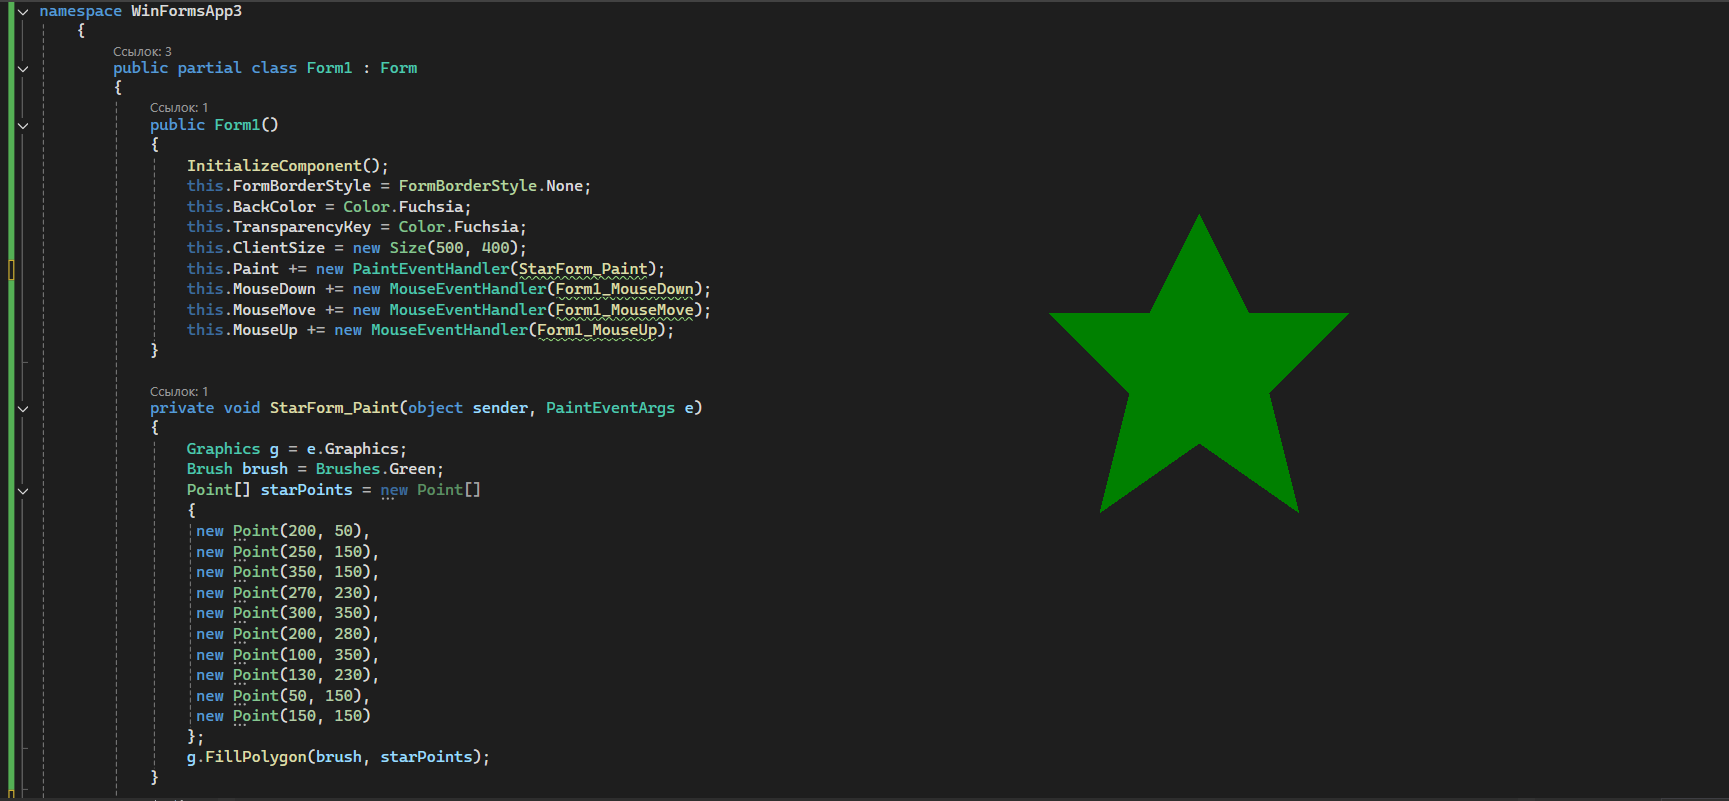 namespace WinFormsApp3
{
Ссылок: 3
public partial class Form1 : Form
{
Ссылок: 1
public Form1()
{
InitializeComponent();
this.FormBorderStyle = FormBorderStyle.None;
this.BackColor = Color.Fuchsia;
this.TransparencyKey = Color.Fuchsia;
this.ClientSize = new Size(500, 400);
this.Paint += new PaintEventHandler(StarForm_Paint);
this.MouseDown += new MouseEventHandler(Form1_MouseDown);
this.MouseMove += new MouseEventHandler(Form1_MouseMove);
this.MouseUp += new MouseEventHandler(Form1_MouseUp);
}
Ссылок: 1
private void StarForm_Paint(object sender, PaintEventArgs e)
{
Graphics g = e.Graphics;
Brush brush = Brushes.Green;
Point[] starPoints = new Point[]
{
new Point(200, 50),
new Point(250, 150),
new Point(350, 150),
new Point(270, 230),
new Point(300, 350),
new Point(200, 280),
new Point(100, 350),
new Point(130, 230),
new Point(50, 150),
new Point(150, 150)
};
g.FillPolygon(brush, starPoints);
}